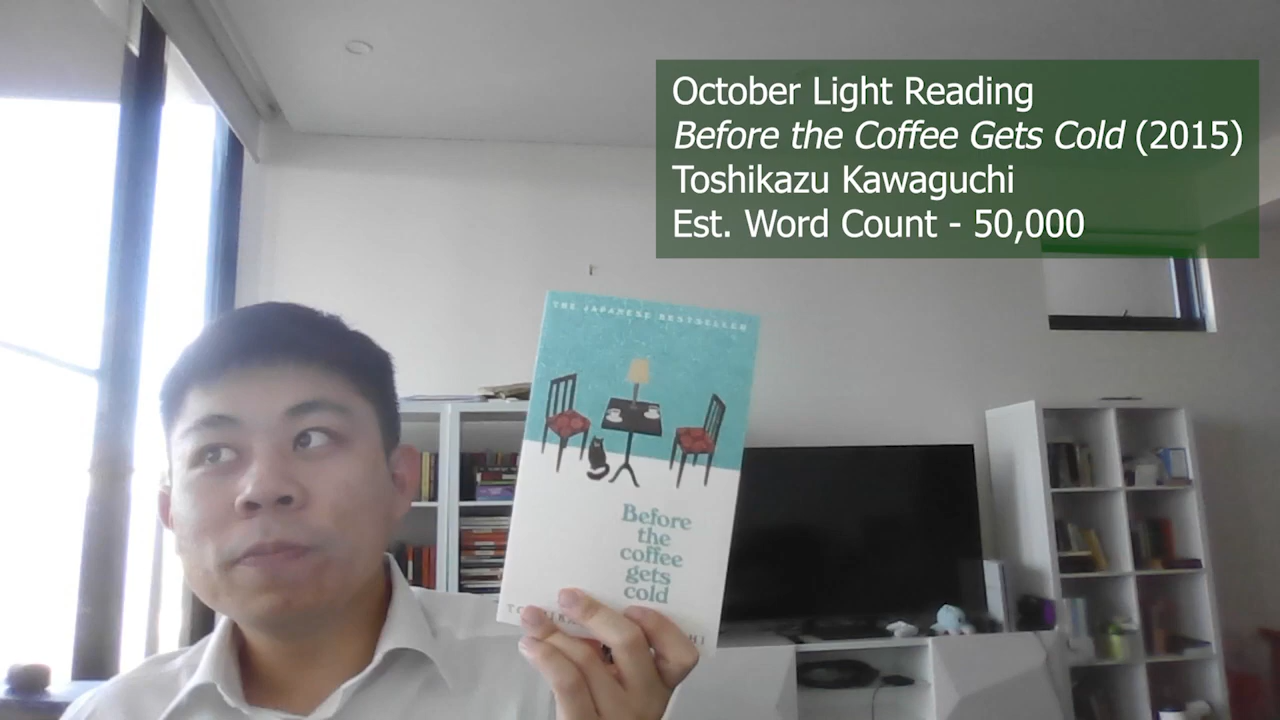 October Light Reading
Before the Coffee Gets Cold (2015)
Toshikazu Kawaguchi
Est. Word Count - 50,000
THE JAPANESE BESTSELLER
Before
the
coffee
gets
cold